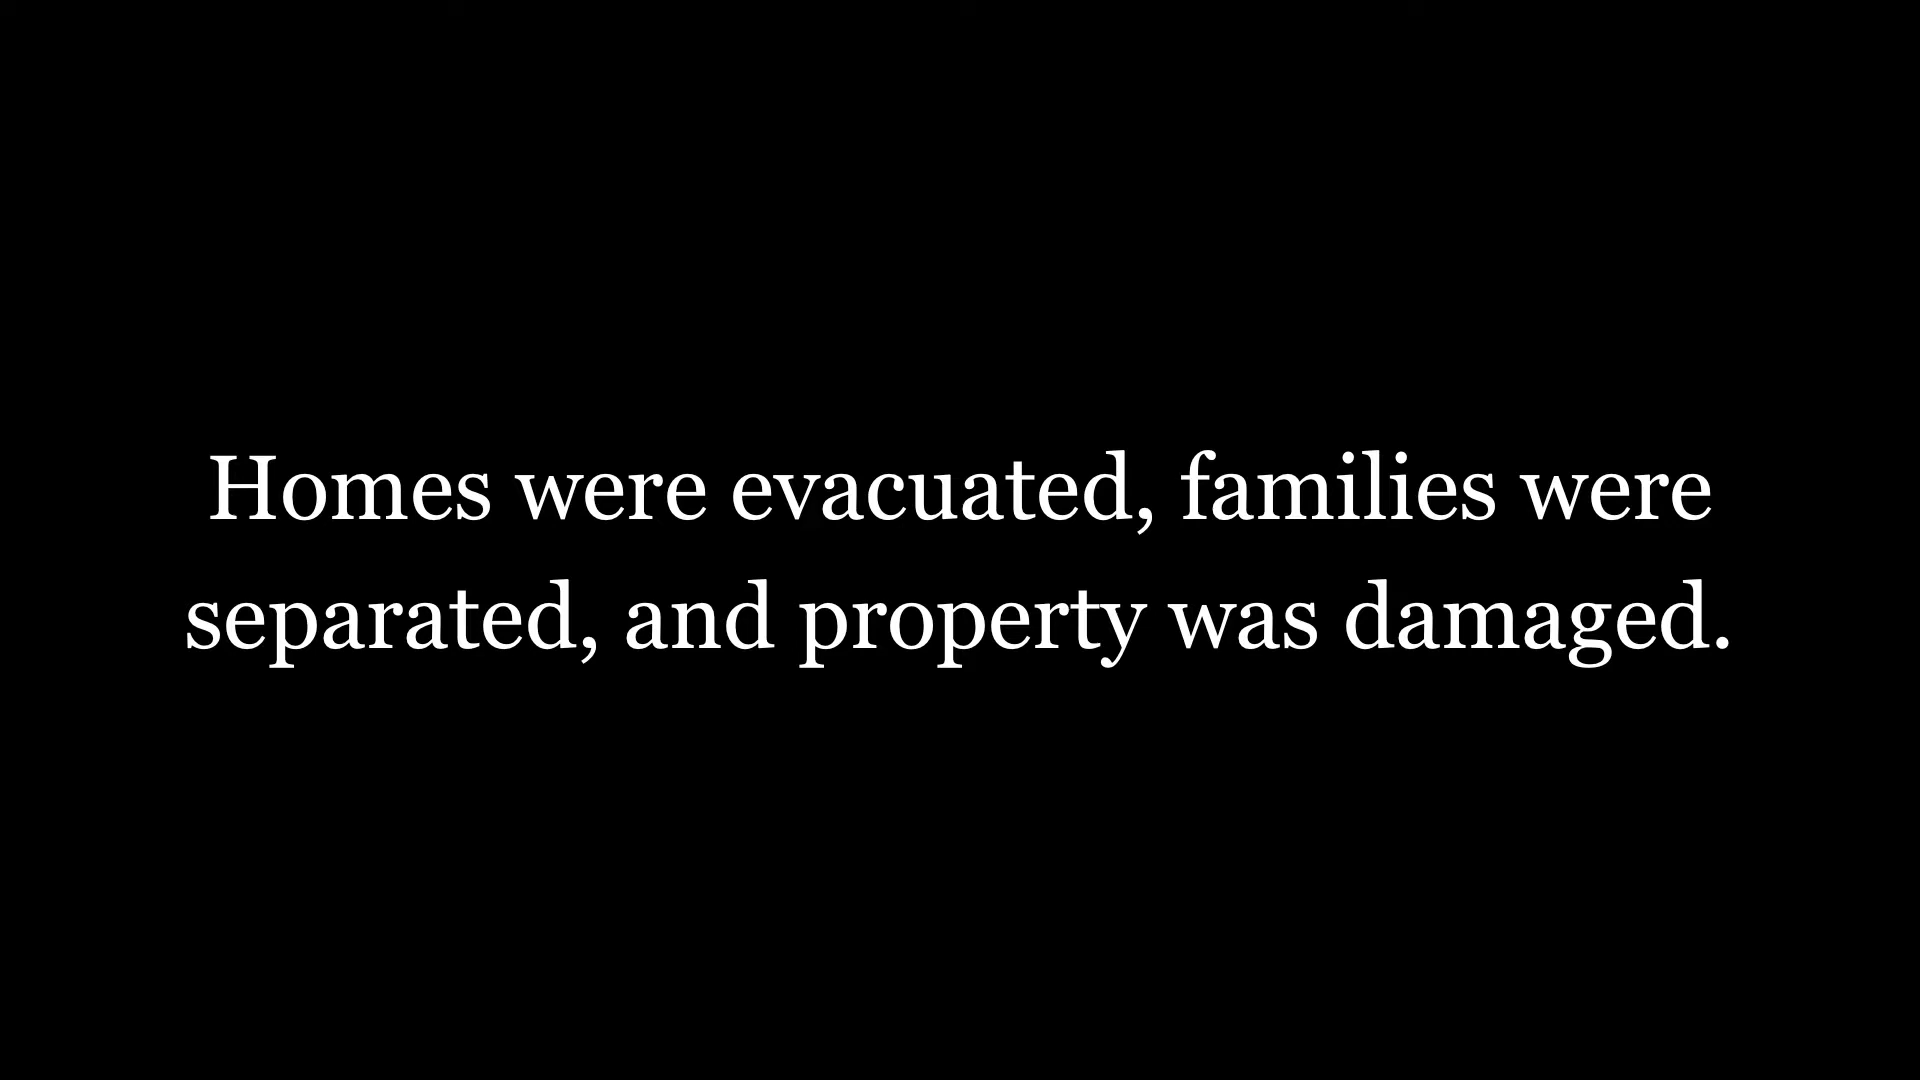 Homes were evacuated, families were
separated, and property was damaged.